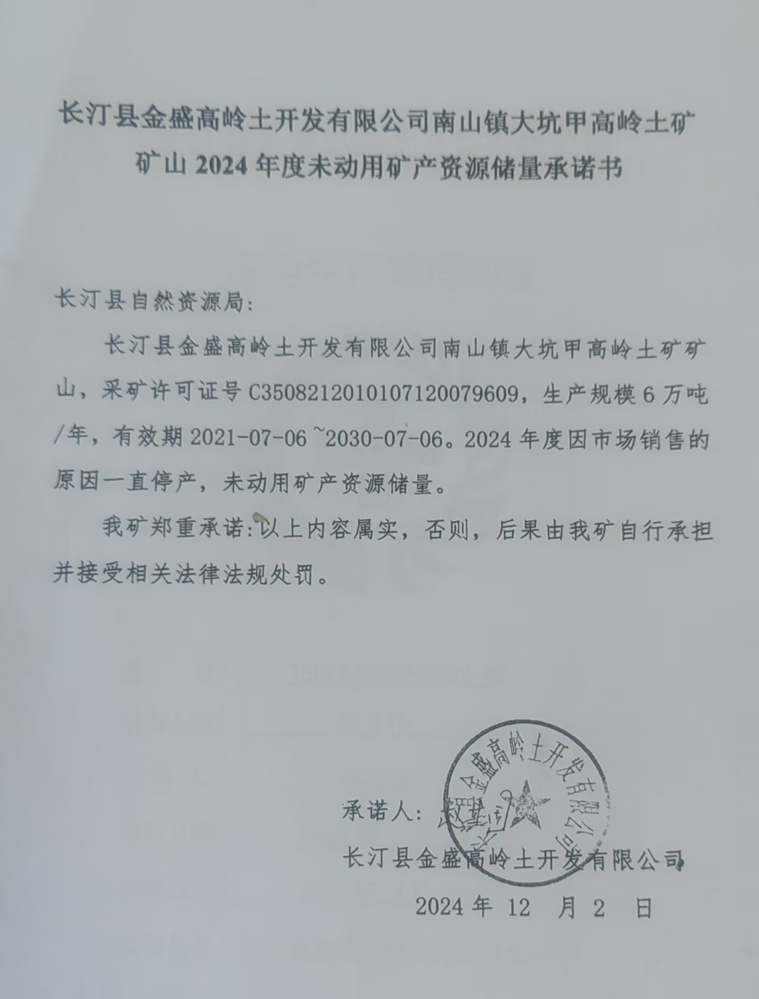 长汀县金盛高岭土开发有限公司南山镇大坑甲高岭土矿
矿山 2024 年度未动用矿产资源储量承诺书
长汀县自然资源局：
长汀县金盛高岭土开发有限公司南山镇大坑甲高岭土矿矿
山，采矿许可证号 C3508212010107120079609，生产规模 6 万吨
/年，有效期 2021-07-06 ~2030-07-06。2024 年度因市场销售的
原因一直停产，未动用矿产资源储量。
我矿郑重承诺:以上内容属实，否则，后果由我矿自行承担
并接受相关法律法规处罚。
金盛高岭土开发有限公司
承诺人：
长汀县金盛高岭土开发有限公司
2024 年 12 月 2 日